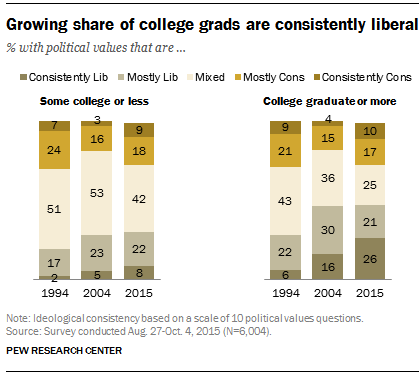 Growing share of college grads are consistently liberal
% with political values that are ...
Consistently Lib Mostly Lib Mixed Mostly Cons Consistently Cons
Some college or less College graduate or more
7 3 9 9 4 10
24 16 18 21 15 17
51 53 42 43 36 25
17 23 22 22 30 21
2 5 8 6 16 26
1994 2004 2015 1994 2004 2015
Note: Ideological consistency based on a scale of 10 political values questions.
Source: Survey conducted Aug. 27-Oct. 4, 2015 (N=6,004).
PEW RESEARCH CENTER